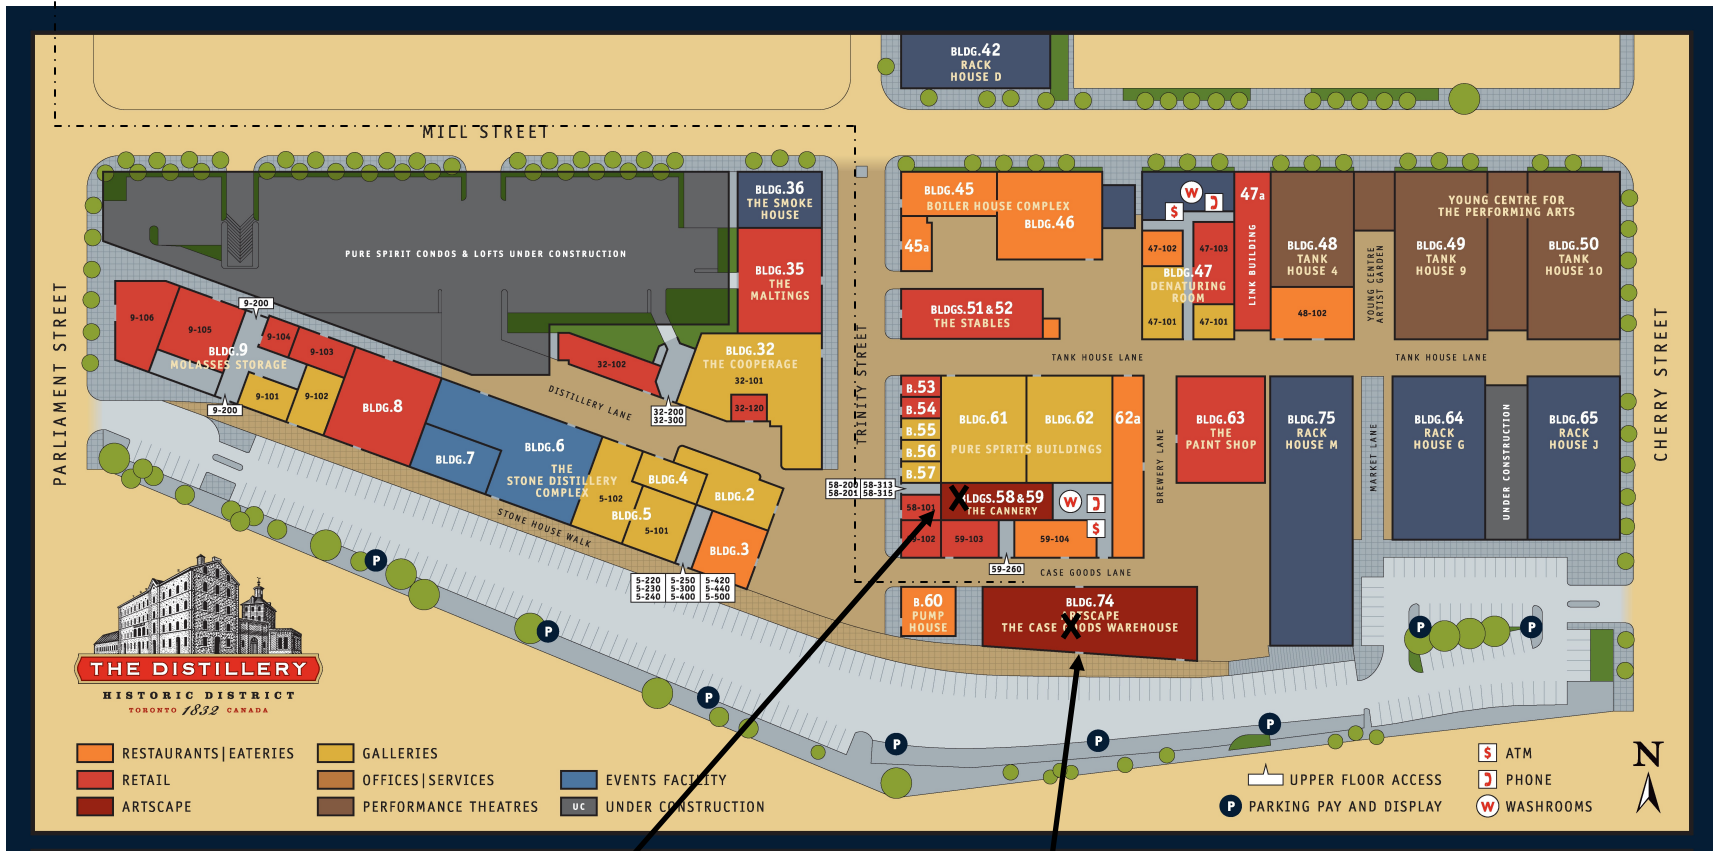 BLDG.42
RACK
HOUSE D
MILL STREET
BLDG.36
THE SMOKE
HOUSE
PURE SPIRIT CONDOS & LOFTS UNDER CONSTRUCTION
BLDG.35
THE
MALTINGS
BLDG.45
BOILER HOUSE COMPLEX
BLDG.46
45a
W
$
47-102
47-103
BLDG.47
DENATURING
ROOM
47-101
47-101
47a
LINK BUILDING
BLDG.48
TANK
HOUSE 4
48-102
YOUNG CENTRE
ARTIST GARDEN
YOUNG CENTRE FOR
THE PERFORMING ARTS
BLDG.49
TANK
HOUSE 9
BLDG.50
TANK
HOUSE 10
BLDGS.51&52
THE STABLES
PARLIAMENT STREET
9-106
9-105
9-200
9-104
9-103
BLDG.9
MOLASSES STORAGE
9-101
9-102
9-200
BLDG.8
32-102
DISTILLERY LANE
32-200
32-300
BLDG.32
THE COOPERAGE
32-101
32-120
TRINITY STREET
TANK HOUSE LANE
TANK HOUSE LANE
CHERRY STREET
BLDG.7
BLDG.6
THE
STONE DISTILLERY
COMPLEX
5-102
BLDG.4
BLDG.5
5-101
BLDG.2
BLDG.3
STONE HOUSE WALK
5-220 5-250 5-420
5-230 5-300 5-440
5-240 5-400 5-500
B.53
B.54
B.55
B.56
B.57
BLDG.61
BLDG.62
PURE SPIRITS BUILDINGS
62a
BREWERY LANE
BLDG.63
THE
PAINT SHOP
BLDG.75
RACK
HOUSE M
MARKET LANE
BLDG.64
RACK
HOUSE G
UNDER CONSTRUCTION
BLDG.65
RACK
HOUSE J
58-200 58-313
58-201 58-315
58-101
LDGS.58&59
THE CANNERY
W
$
9-102
59-103
59-104
59-260
CASE GOODS LANE
B.60
PUMP
HOUSE
BLDG.74
THE CASE GOODS WAREHOUSE
P
P
P
P
P
P
P
P
THE DISTILLERY
HISTORIC DISTRICT
TORONTO 1832 CANADA
RESTAURANTS|EATERIES
RETAIL
ARTSCAPE
GALLERIES
OFFICES|SERVICES
PERFORMANCE THEATRES
EVENTS FACILITY
UC UNDER CONSTRUCTION
UPPER FLOOR ACCESS
P PARKING PAY AND DISPLAY
$ ATM
PHONE
W WASHROOMS
N